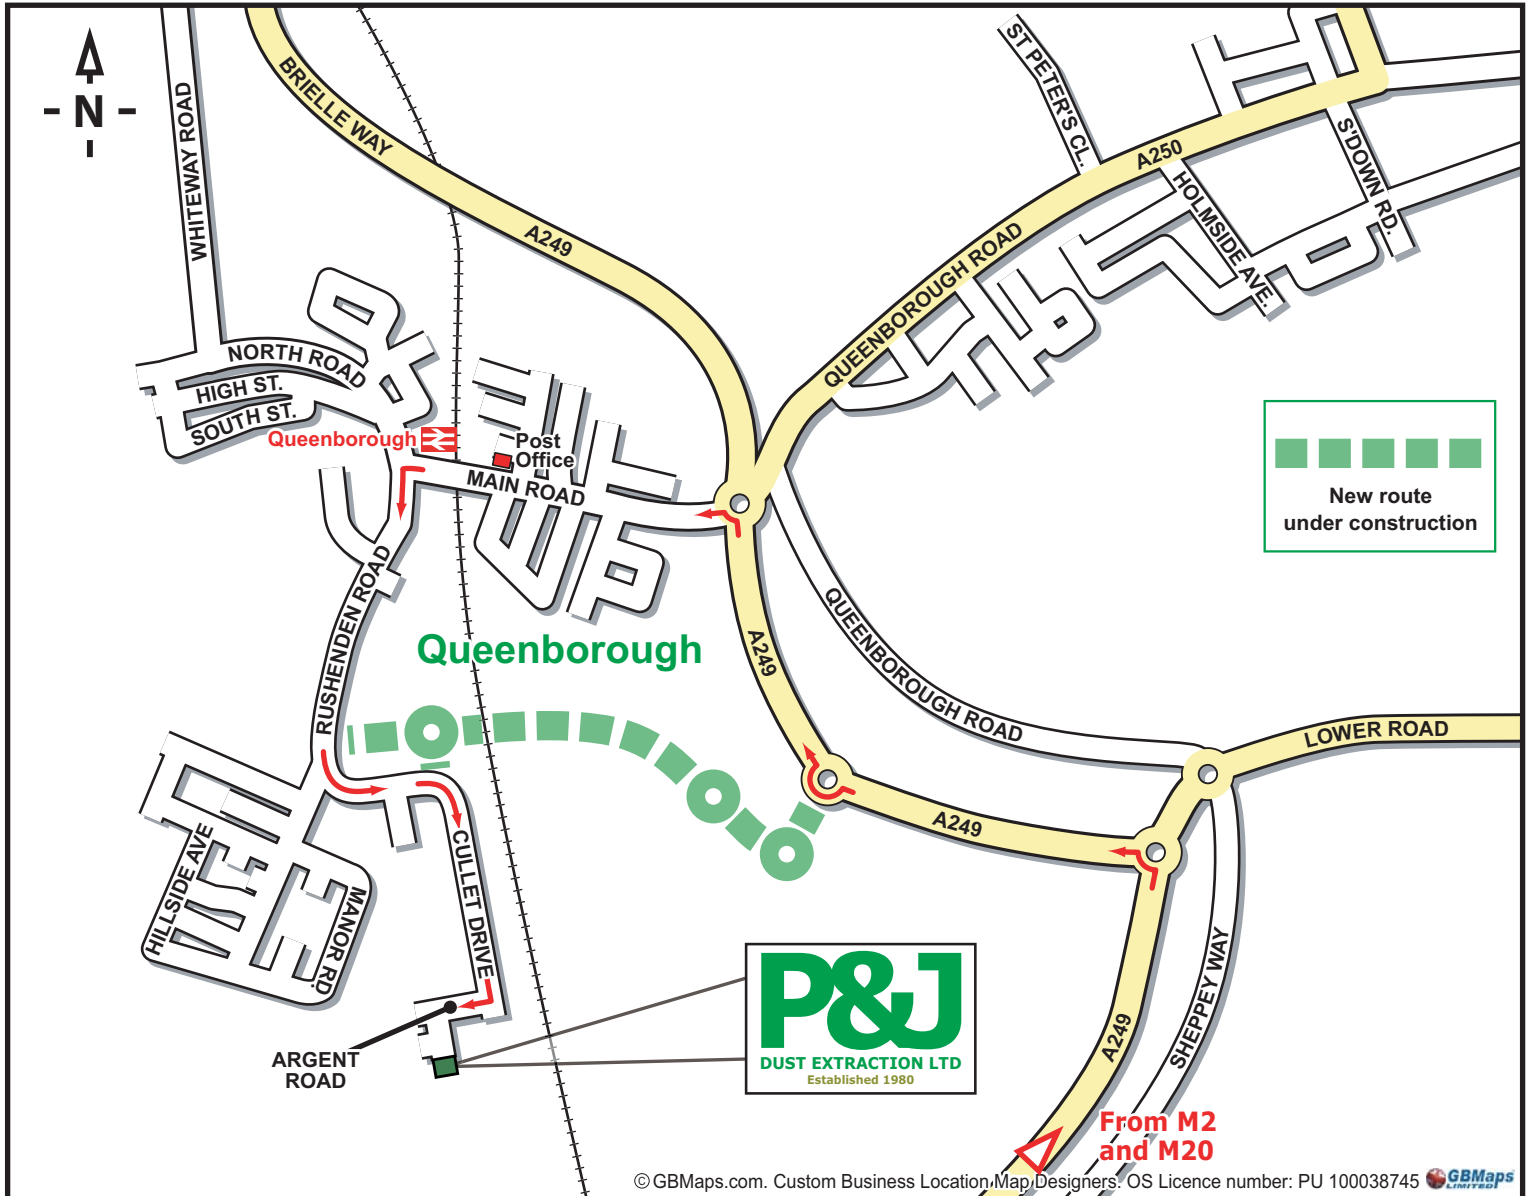 N
WHITEWAY ROAD
BRIELLE WAY
A249
ST PETER'S CL.
A250
S'DOWN RD.
HOLMSIDE AVE.
QUEENBOROUGH ROAD
NORTH ROAD
HIGH ST.
SOUTH ST.
Queenborough
Post
Office
MAIN ROAD
New route
under construction
RUSHENDEN ROAD
Queenborough
A249
QUEENBOROUGH ROAD
LOWER ROAD
A249
HILLSIDE AVE
MANOR RD.
CULLET DRIVE
SHEPPEY WAY
A249
ARGENT
ROAD
P&J
DUST EXTRACTION LTD
Established 1980
From M2
and M20
© GBMaps.com. Custom Business Location Map Designers. OS Licence number: PU 100038745
GBMaps
LIMITED